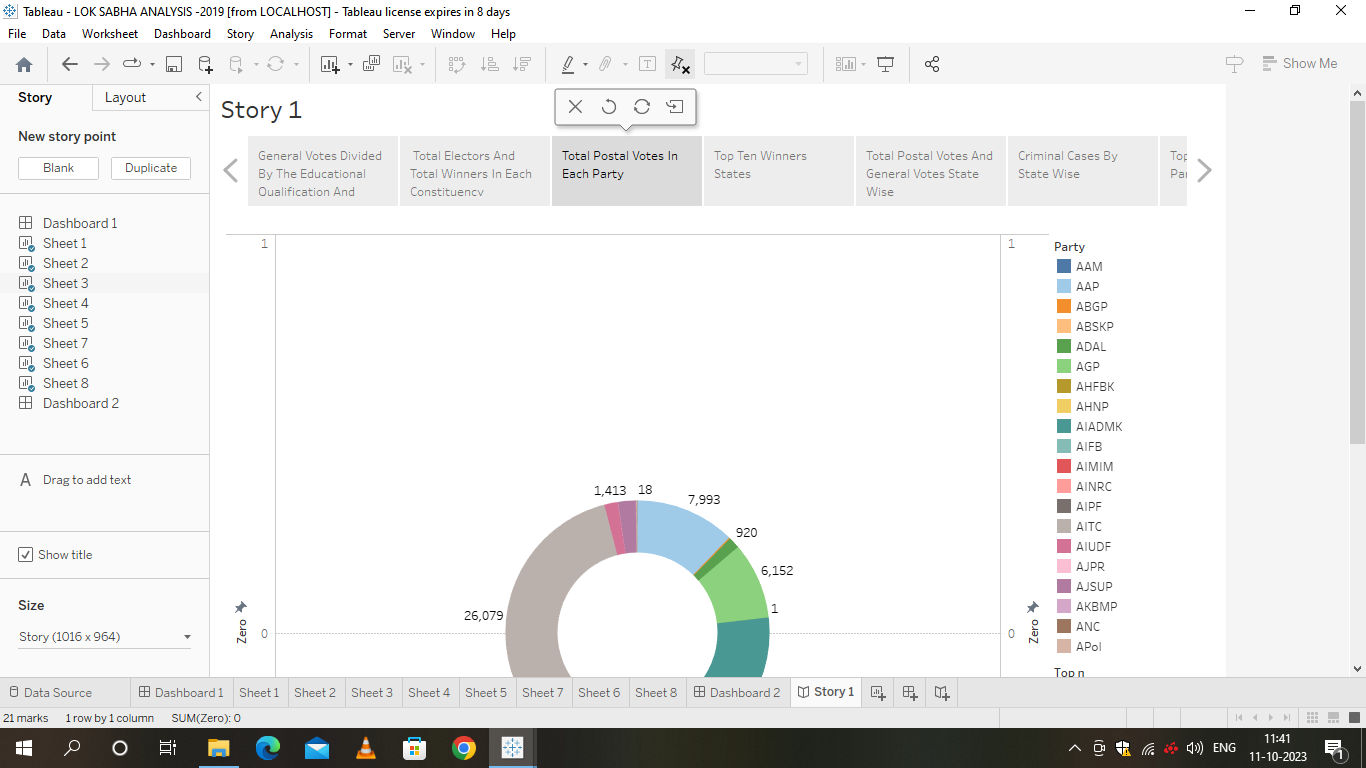 Tableau - LOK SABHA ANALYSIS -2019 [from LOCALHOST] - Tableau license expires in 8 days
File Data Worksheet Dashboard Story Analysis Format Server Window Help
Show Me
Story Layout
New story point
Blank Duplicate
Dashboard 1
Sheet 1
Sheet 2
Sheet 3
Sheet 4
Sheet 5
Sheet 7
Sheet 6
Sheet 8
Dashboard 2
A Drag to add text
Show title
Size
Story (1016 x 964)
Story 1
General Votes Divided
By The Educational
Qualification And
Total Electors And
Total Winners In Each
Constituency
Total Postal Votes In
Each Party
Top Ten Winners
States
Total Postal Votes And
General Votes State
Wise
Criminal Cases By
State Wise
Top
Par
1
1
1,413
18
7,993
920
6,152
1
26,079
Zero
0
0
Zero
Party
AAM
AAP
ABGP
ABSKP
ADAL
AGP
AHFBK
AHNP
AIADMK
AIFB
AIMIM
AINRC
AIPF
AITC
AIUDF
AJPR
AJSUP
AKBMP
ANC
APol
Top n
Data Source Dashboard 1 Sheet 1 Sheet 2 Sheet 3 Sheet 4 Sheet 5 Sheet 7 Sheet 6 Sheet 8 Dashboard 2 Story 1
21 marks 1 row by 1 column SUM(Zero): 0
ENG
11:41
11-10-2023
1